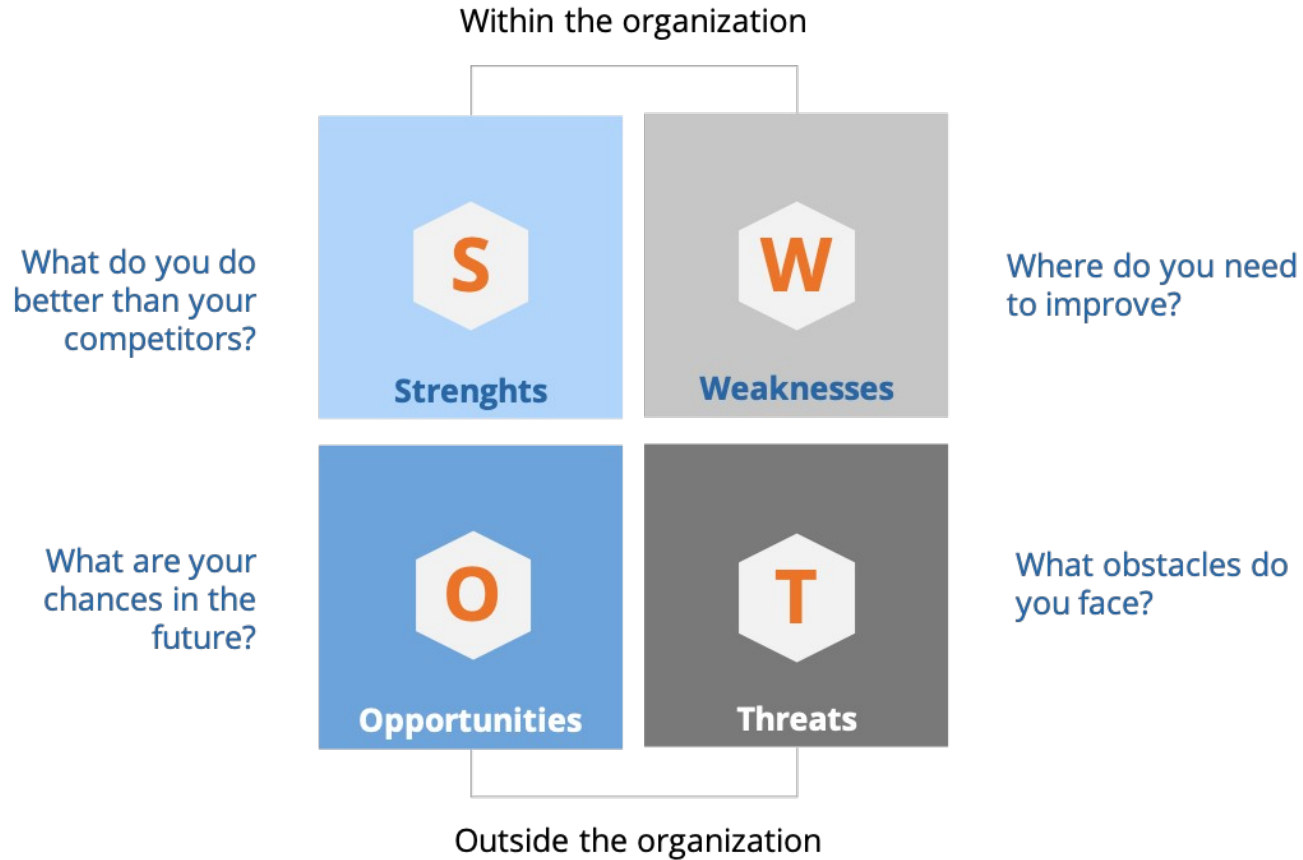 Within the organization
What do you do
better than your
competitors?
S
Strenghts
W
Weaknesses
Where do you need
to improve?
What are your
chances in the
future?
O
Opportunities
T
Threats
What obstacles do
you face?
Outside the organization